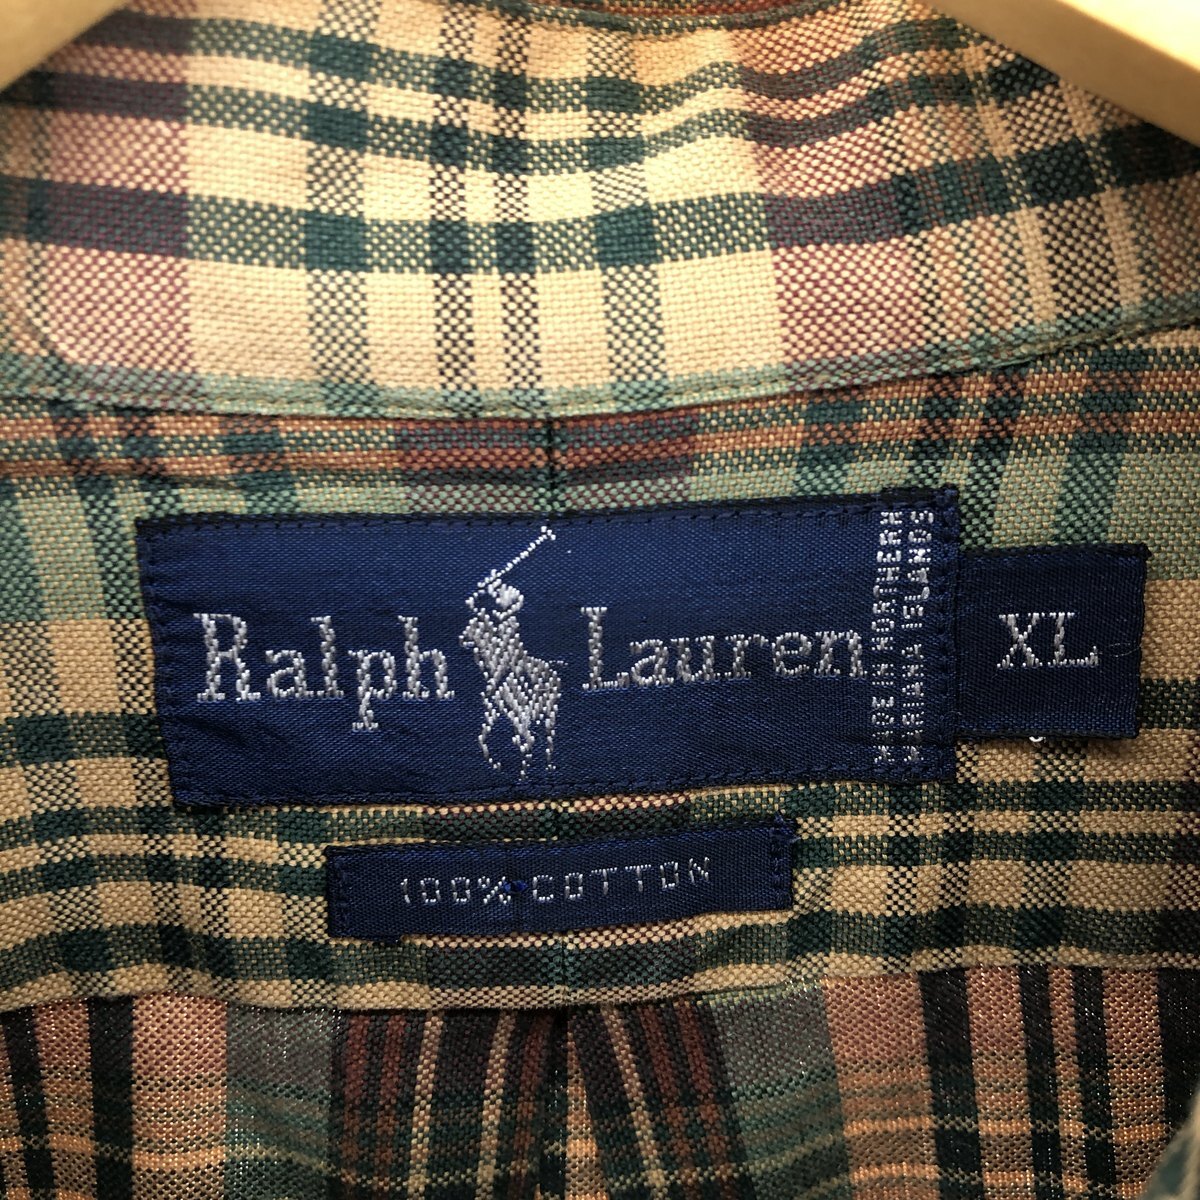 Ralph Lauren
MADE IN NORTHERN
MARIANA ISLANDS
XL
100% COTTON